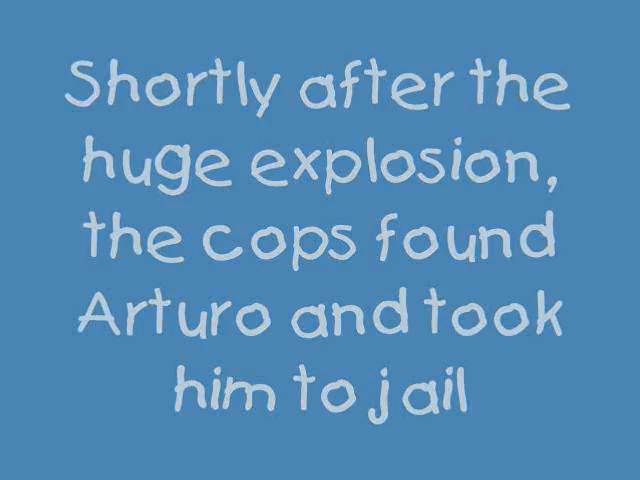 Shortly after the
huge explosion,
the cops found
Arturo and took
him to jail